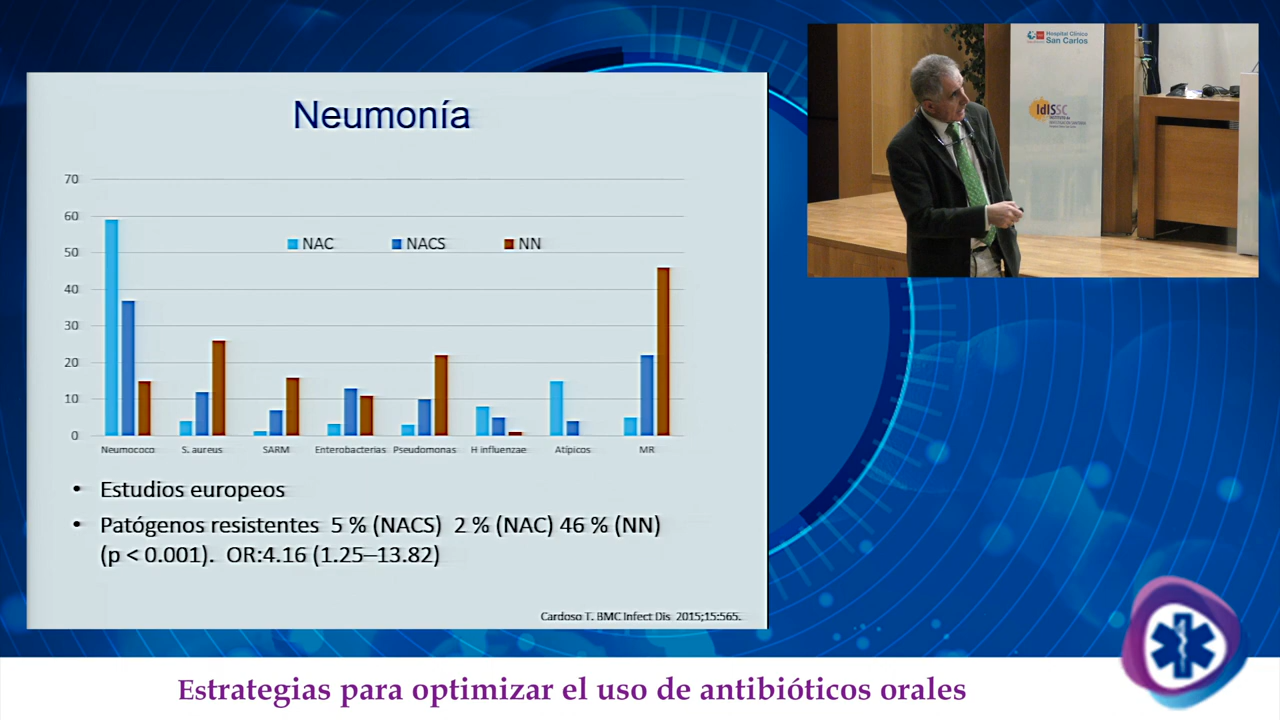 Neumonía
70
60
50
40
30
20
10
0
NAC NACS NN
Neumococo S. aureus SARM Enterobacterias Pseudomonas H influenzae Atípicos MR
• Estudios europeos
• Patógenos resistentes 5 % (NACS) 2 % (NAC) 46 % (NN)
(p < 0.001). OR:4.16 (1.25–13.82)
Cardoso T. BMC Infect Dis 2015;15:565.
Hospital Clínico
San Carlos
IdISSC
Estrategias para optimizar el uso de antibióticos orales